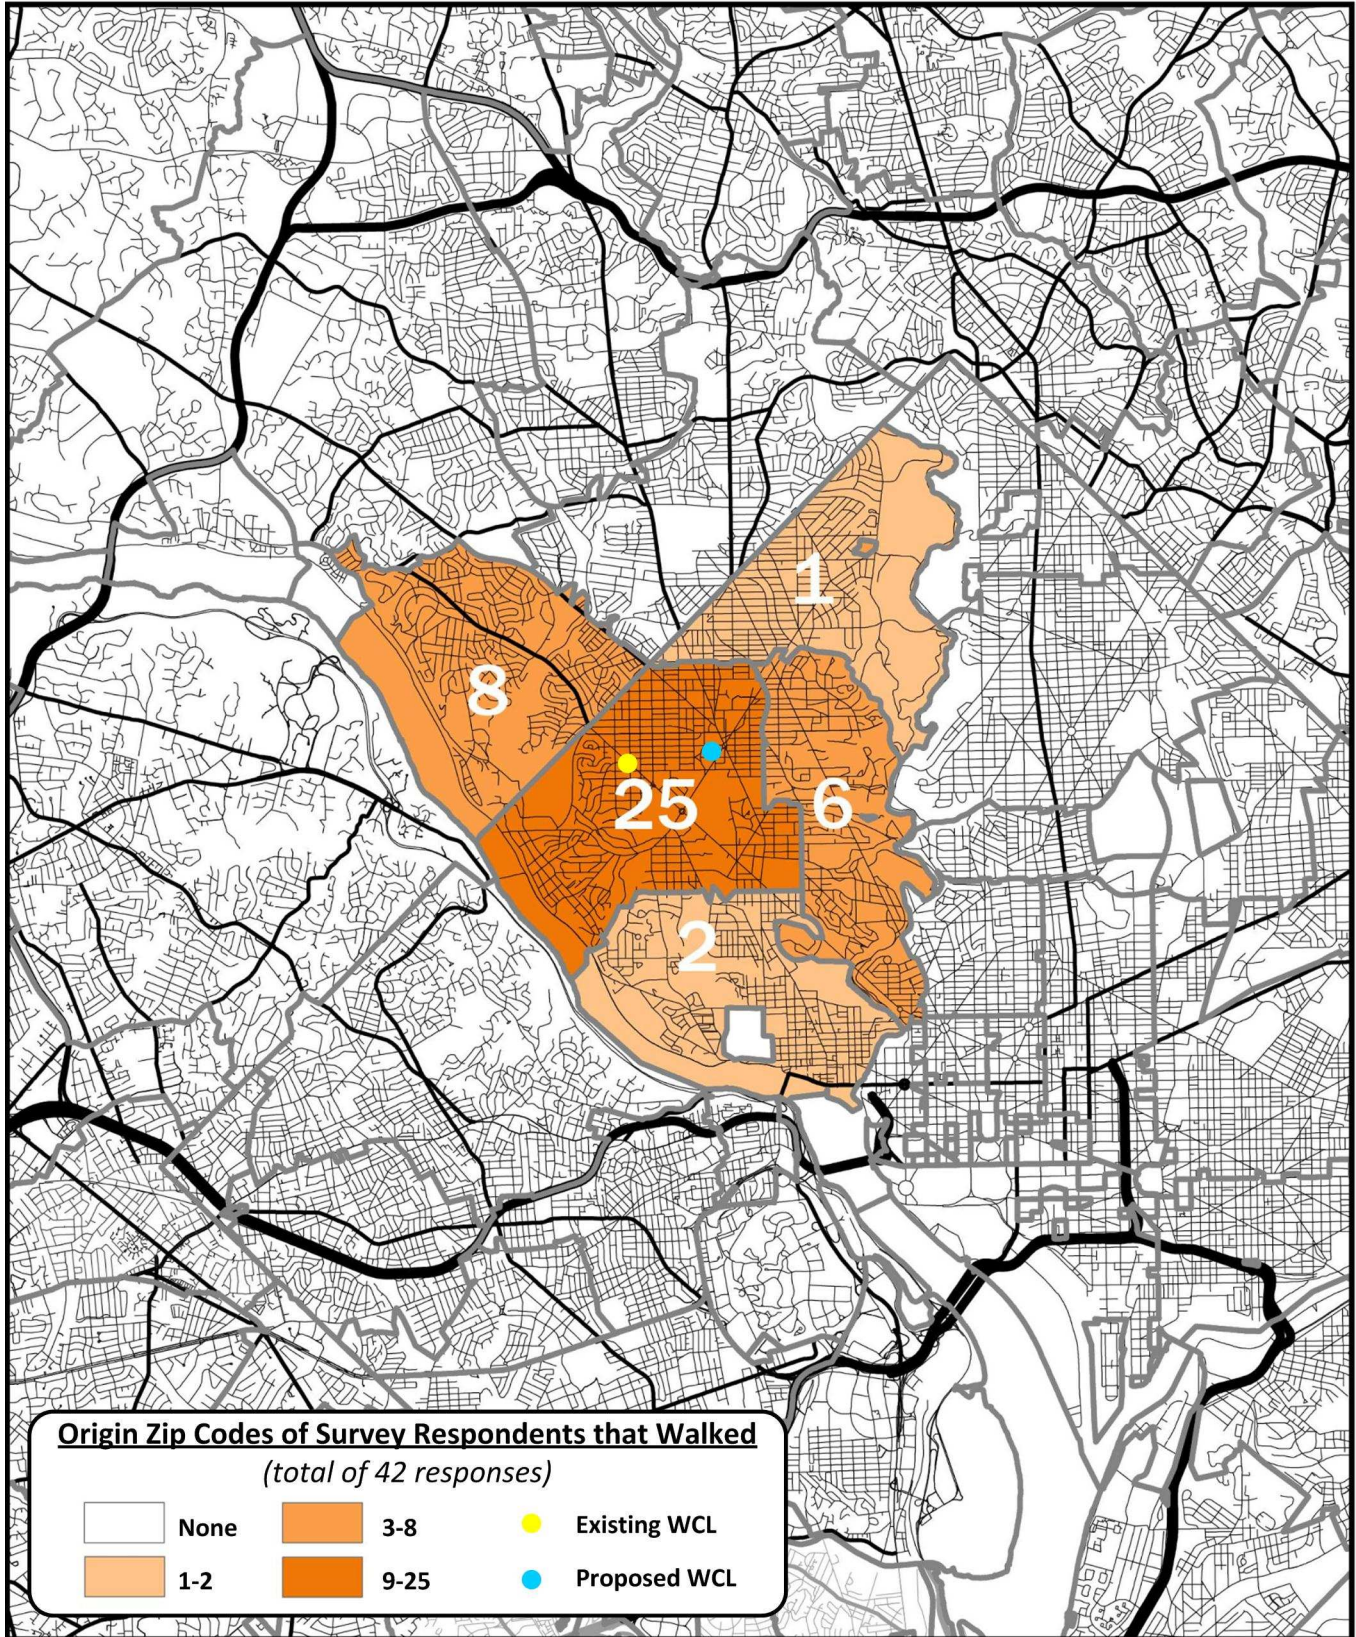 1
8
25
6
2
Origin Zip Codes of Survey Respondents that Walked
(total of 42 responses)
None
3-8
Existing WCL
1-2
9-25
Proposed WCL